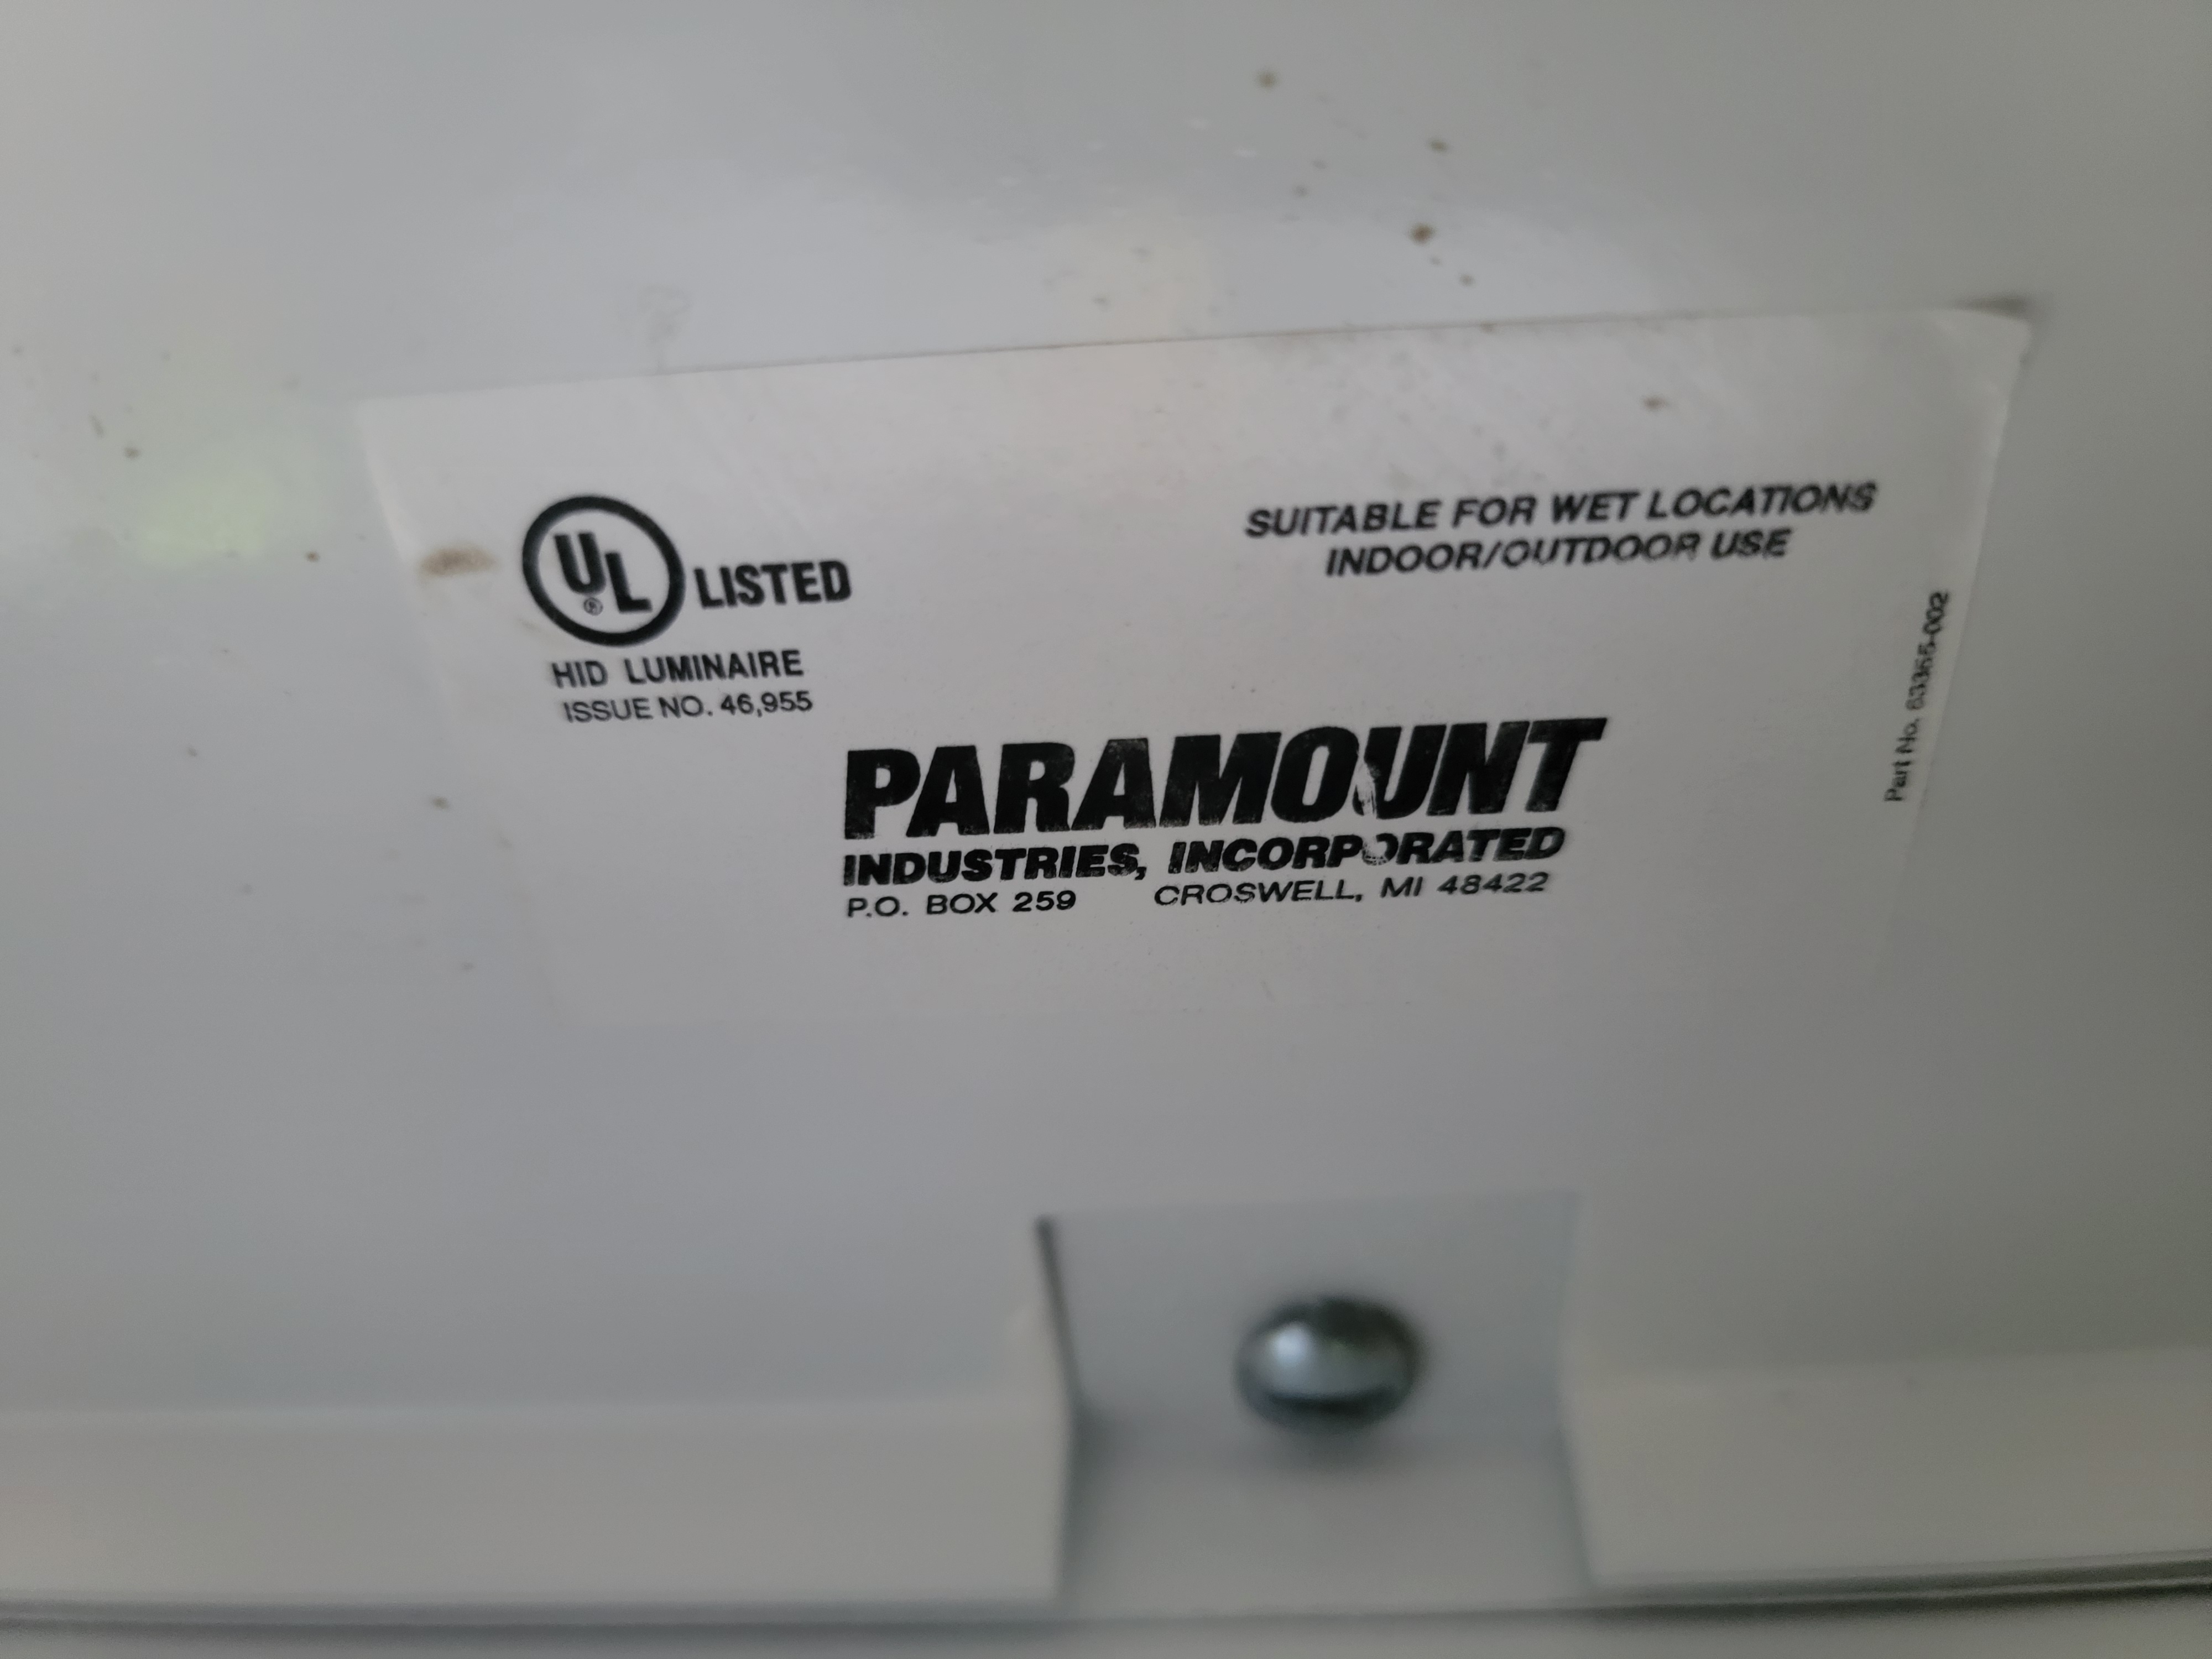 UL ® LISTED
HID LUMINAIRE
ISSUE NO. 46,955
SUITABLE FOR WET LOCATIONS
INDOOR/OUTDOOR USE
PARAMOUNT
INDUSTRIES, INCORPORATED
P.O. BOX 259 CROSWELL, MI 48422
Part No. 63365-002